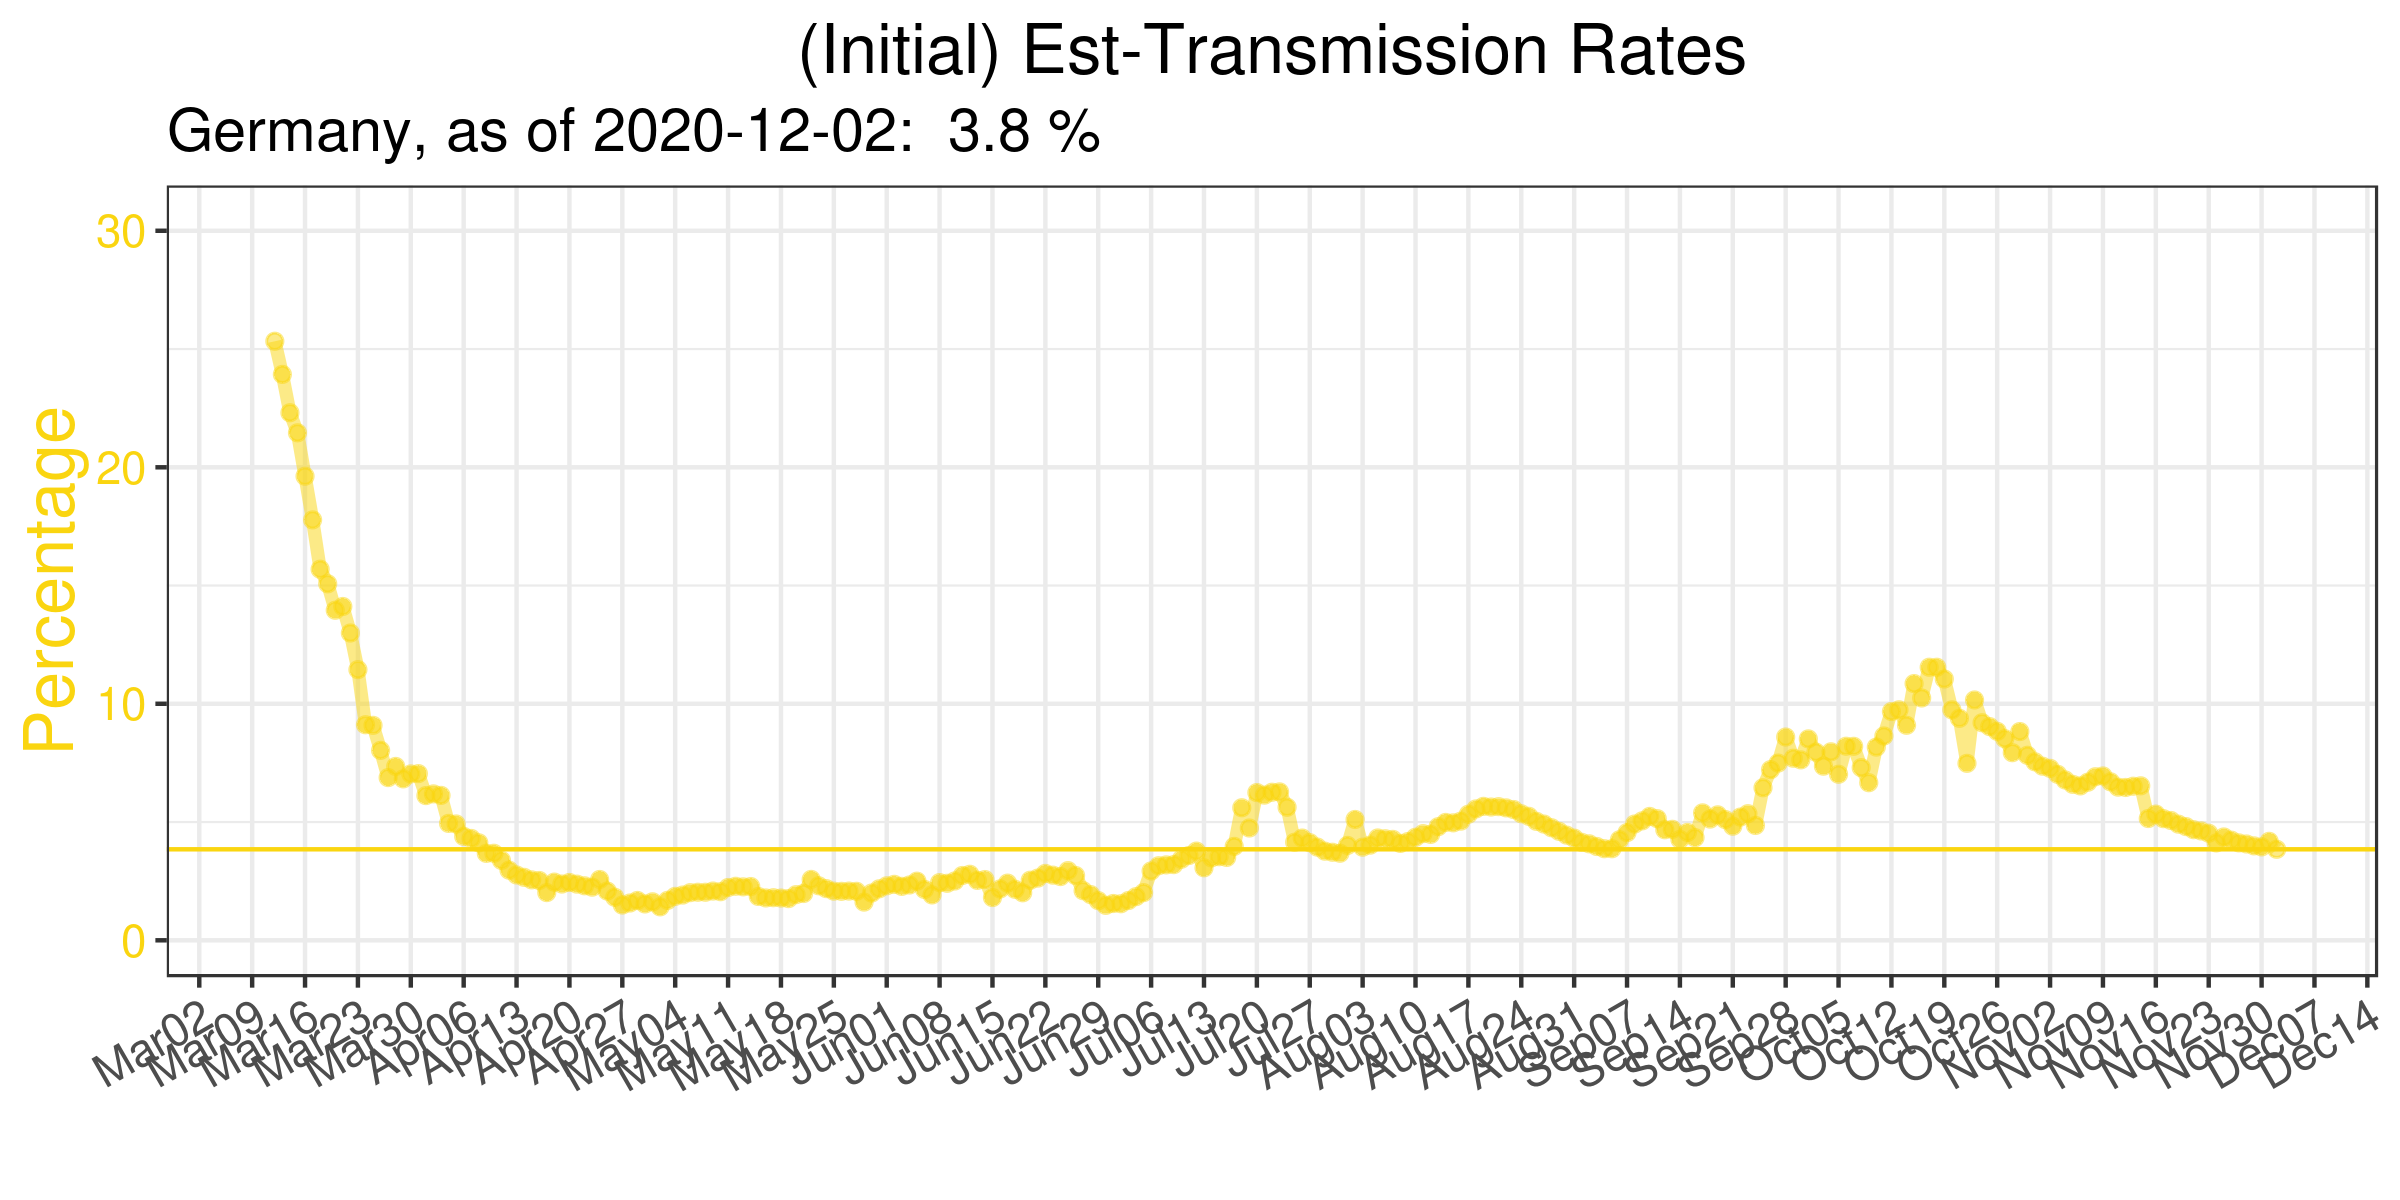 (Initial) Est-Transmission Rates
Germany, as of 2020-12-02:  3.8 %
Percentage
30
20
10
0
Mar02
Mar09
Mar16
Mar23
Mar30
Apr06
Apr13
Apr20
Apr27
May04
May11
May18
May25
Jun01
Jun08
Jun15
Jun22
Jun29
Jul06
Jul13
Jul20
Jul27
Aug03
Aug10
Aug17
Aug24
Aug31
Sep07
Sep14
Sep21
Sep28
Oct05
Oct12
Oct19
Oct26
Nov02
Nov09
Nov16
Nov23
Nov30
Dec07
Dec14